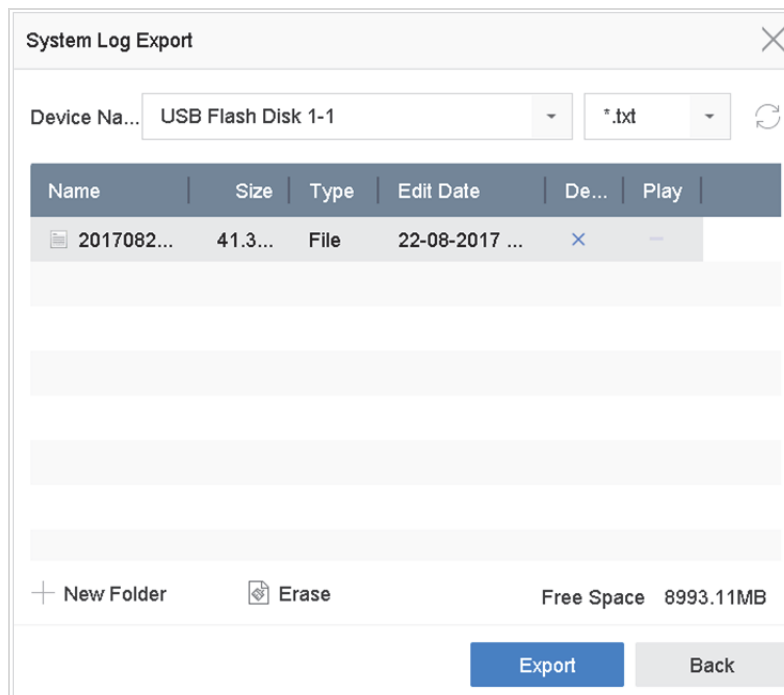 System Log Export
Device Na... USB Flash Disk 1-1 *.txt
Name Size Type Edit Date De... Play
2017082... 41.3... File 22-08-2017 ...
New Folder Erase Free Space 8993.11MB
Export Back